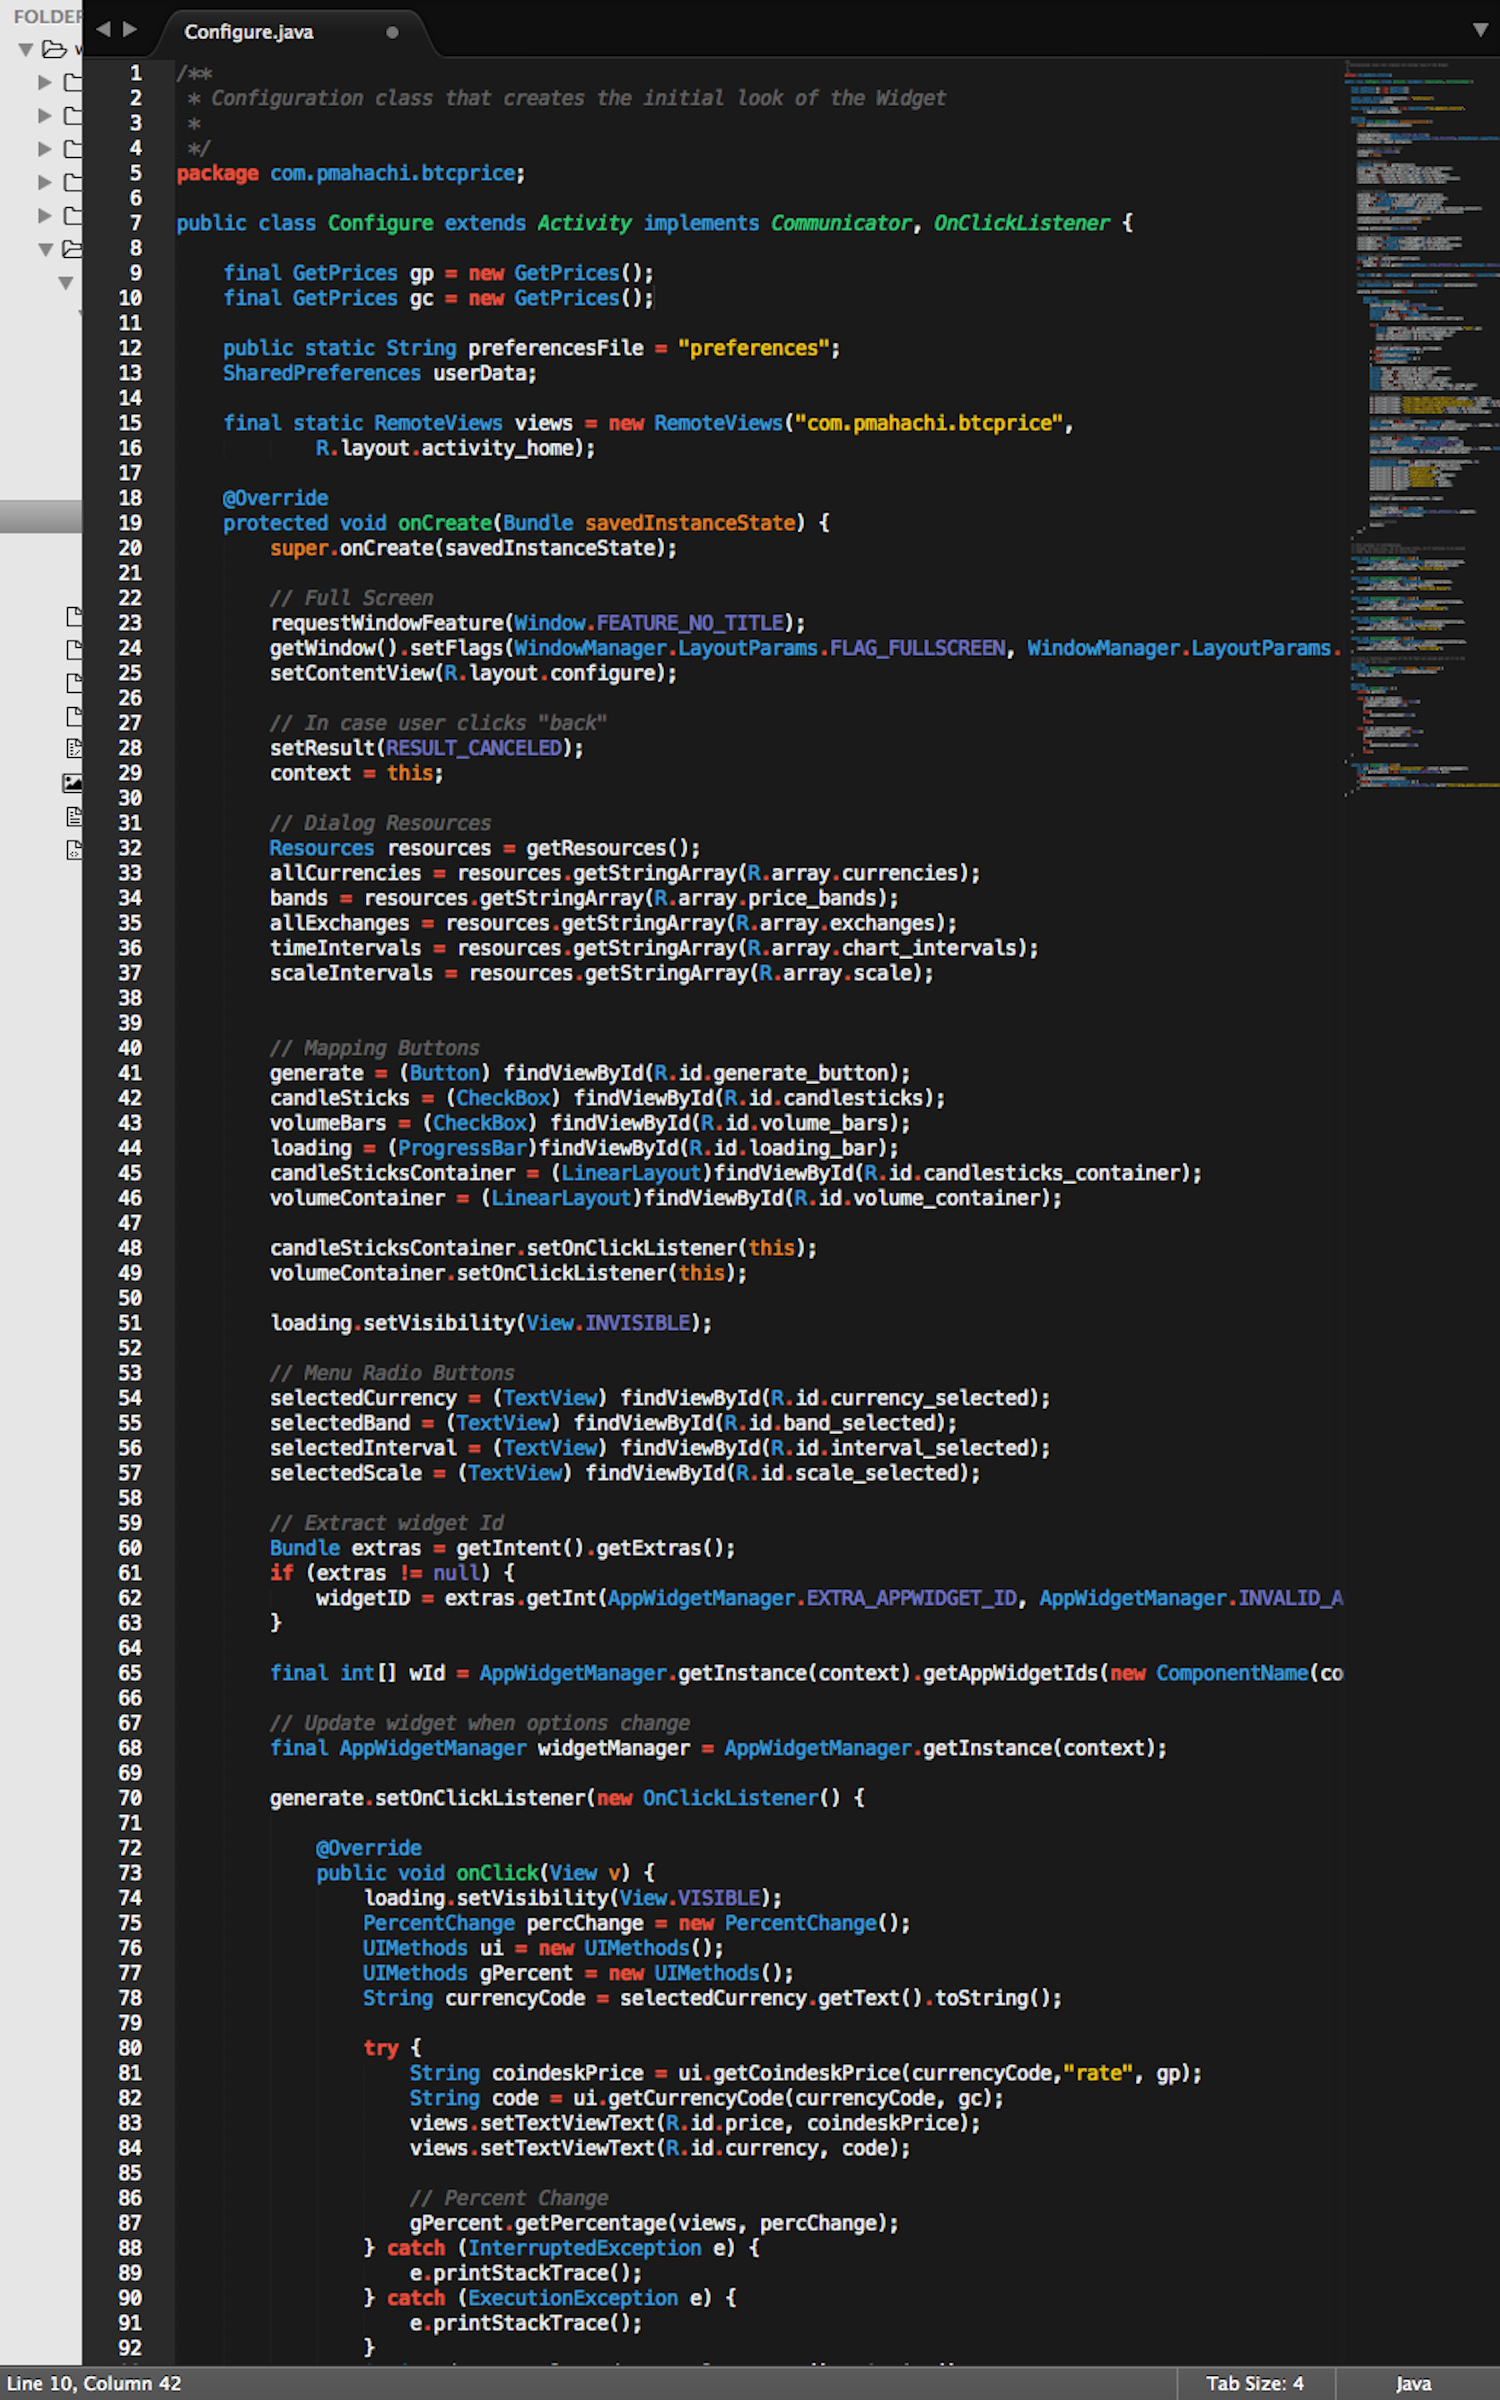 FOLDER
Configure.java
1 /**
2 * Configuration class that creates the initial look of the Widget
3 *
4 */
5 package com.pmahachi.btcprice;
6
7 public class Configure extends Activity implements Communicator, OnClickListener {
8
9 final GetPrices gp = new GetPrices();
10 final GetPrices gc = new GetPrices();
11
12 public static String preferencesFile = "preferences";
13 SharedPreferences userData;
14
15 final static RemoteViews views = new RemoteViews("com.pmahachi.btcprice",
16 R.layout.activity_home);
17
18 @Override
19 protected void onCreate(Bundle savedInstanceState) {
20 super.onCreate(savedInstanceState);
21
22 // Full Screen
23 requestWindowFeature(Window.FEATURE_NO_TITLE);
24 getWindow().setFlags(WindowManager.LayoutParams.FLAG_FULLSCREEN, WindowManager.LayoutParams.
25 setContentView(R.layout.configure);
26
27 // In case user clicks "back"
28 setResult(RESULT_CANCELED);
29 context = this;
30
31 // Dialog Resources
32 Resources resources = getResources();
33 allCurrencies = resources.getStringArray(R.array.currencies);
34 bands = resources.getStringArray(R.array.price_bands);
35 allExchanges = resources.getStringArray(R.array.exchanges);
36 timeIntervals = resources.getStringArray(R.array.chart_intervals);
37 scaleIntervals = resources.getStringArray(R.array.scale);
38
39
40 // Mapping Buttons
41 generate = (Button) findViewById(R.id.generate_button);
42 candleSticks = (CheckBox) findViewById(R.id.candlesticks);
43 volumeBars = (CheckBox) findViewById(R.id.volume_bars);
44 loading = (ProgressBar)findViewById(R.id.loading_bar);
45 candleSticksContainer = (LinearLayout)findViewById(R.id.candlesticks_container);
46 volumeContainer = (LinearLayout)findViewById(R.id.volume_container);
47
48 candleSticksContainer.setOnClickListener(this);
49 volumeContainer.setOnClickListener(this);
50
51 loading.setVisibility(View.INVISIBLE);
52
53 // Menu Radio Buttons
54 selectedCurrency = (TextView) findViewById(R.id.currency_selected);
55 selectedBand = (TextView) findViewById(R.id.band_selected);
56 selectedInterval = (TextView) findViewById(R.id.interval_selected);
57 selectedScale = (TextView) findViewById(R.id.scale_selected);
58
59 // Extract widget Id
60 Bundle extras = getIntent().getExtras();
61 if (extras != null) {
62 widgetID = extras.getInt(AppWidgetManager.EXTRA_APPWIDGET_ID, AppWidgetManager.INVALID_A
63 }
64
65 final int[] wId = AppWidgetManager.getInstance(context).getAppWidgetIds(new ComponentName(co
66
67 // Update widget when options change
68 final AppWidgetManager widgetManager = AppWidgetManager.getInstance(context);
69
70 generate.setOnClickListener(new OnClickListener() {
71
72 @Override
73 public void onClick(View v) {
74 loading.setVisibility(View.VISIBLE);
75 PercentChange percChange = new PercentChange();
76 UIMethods ui = new UIMethods();
77 UIMethods gPercent = new UIMethods();
78 String currencyCode = selectedCurrency.getText().toString();
79
80 try {
81 String coindeskPrice = ui.getCoindeskPrice(currencyCode,"rate", gp);
82 String code = ui.getCurrencyCode(currencyCode, gc);
83 views.setTextViewText(R.id.price, coindeskPrice);
84 views.setTextViewText(R.id.currency, code);
85
86 // Percent Change
87 gPercent.getPercentage(views, percChange);
88 } catch (InterruptedException e) {
89 e.printStackTrace();
90 } catch (ExecutionException e) {
91 e.printStackTrace();
92 }
Line 10, Column 42
Tab Size: 4
Java